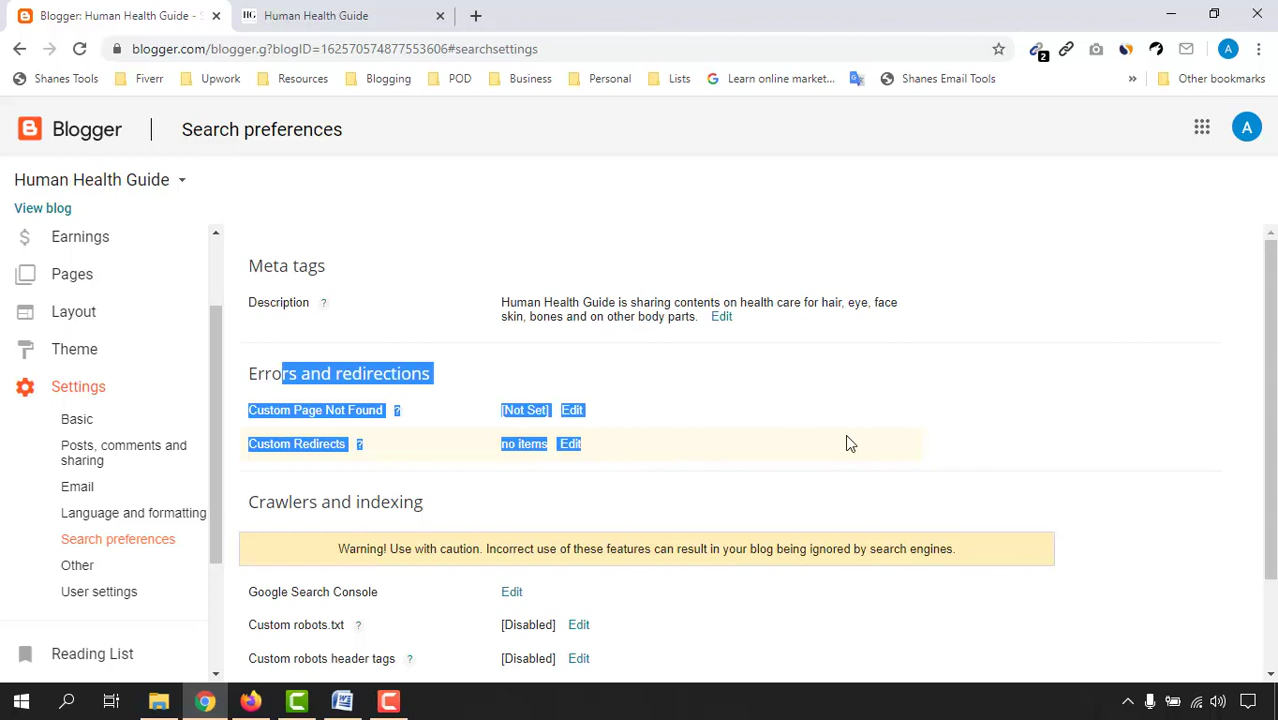 Blogger: Human Health Guide - S
Human Health Guide
blogger.com/blogger.g?blogID=162570574877553606#searchsettings
2
A
Shanes Tools
Fiverr
Upwork
Resources
Blogging
POD
Business
Personal
Lists
Learn online market...
Shanes Email Tools
»
Other bookmarks
Blogger
Search preferences
A
Human Health Guide
View blog
Earnings
Pages
Layout
Theme
Settings
Basic
Posts, comments and
sharing
Email
Language and formatting
Search preferences
Other
User settings
Reading List
Meta tags
Description ? Human Health Guide is sharing contents on health care for hair, eye, face
skin, bones and on other body parts. Edit
Errors and redirections
Custom Page Not Found ? [Not Set] Edit
Custom Redirects ? no items Edit
Crawlers and indexing
Warning! Use with caution. Incorrect use of these features can result in your blog being ignored by search engines.
Google Search Console Edit
Custom robots.txt ? [Disabled] Edit
Custom robots header tags ? [Disabled] Edit